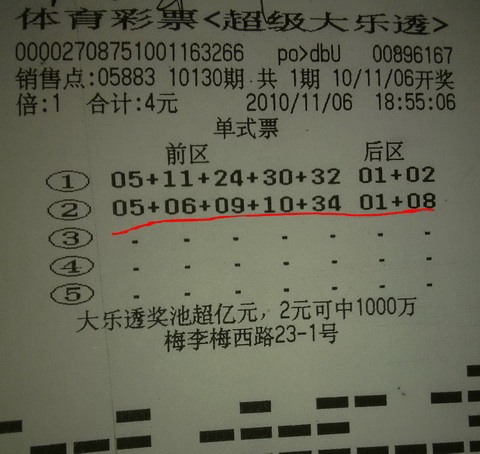 体育彩票<超级大乐透>
000027087510011​63266 po>dbU 00896167
销售点:05883 10130期 共 1期 10/11/06开奖
倍:1 合计:4元 2010/11/06 18:55:06
单式票
前区 后区
① 05+11+24+30+32 01+02
② 05+06+09+10+34 01+08
③ - - - - - - -
④ - - - - - - -
⑤ - - - - - - -
大乐透奖池超亿元，2元可中1000万
梅李梅西路23-1号